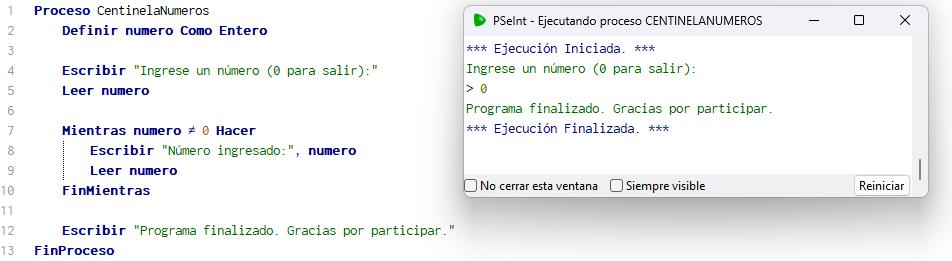 1 Proceso CentinelaNumeros
2 Definir numero Como Entero
3
4 Escribir "Ingrese un número (0 para salir):"
5 Leer numero
6
7 Mientras numero ≠ 0 Hacer
8 Escribir "Número ingresado:", numero
9 Leer numero
10 FinMientras
11
12 Escribir "Programa finalizado. Gracias por participar."
13 FinProceso
PSeInt - Ejecutando proceso CENTINELANUMEROS
*** Ejecución Iniciada. ***
Ingrese un número (0 para salir):
> 0
Programa finalizado. Gracias por participar.
*** Ejecución Finalizada. ***
No cerrar esta ventana Siempre visible Reiniciar